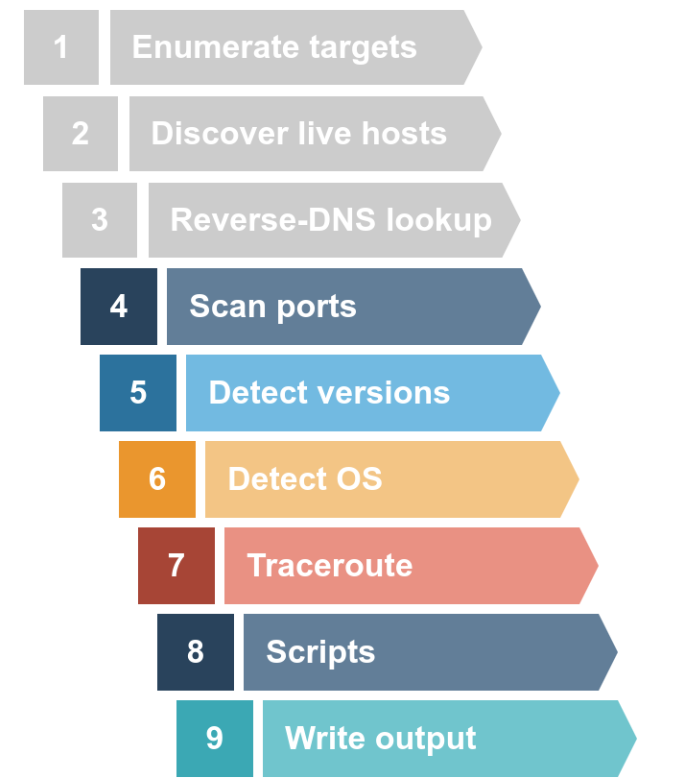 1 Enumerate targets
2 Discover live hosts
3 Reverse-DNS lookup
4 Scan ports
5 Detect versions
6 Detect OS
7 Traceroute
8 Scripts
9 Write output